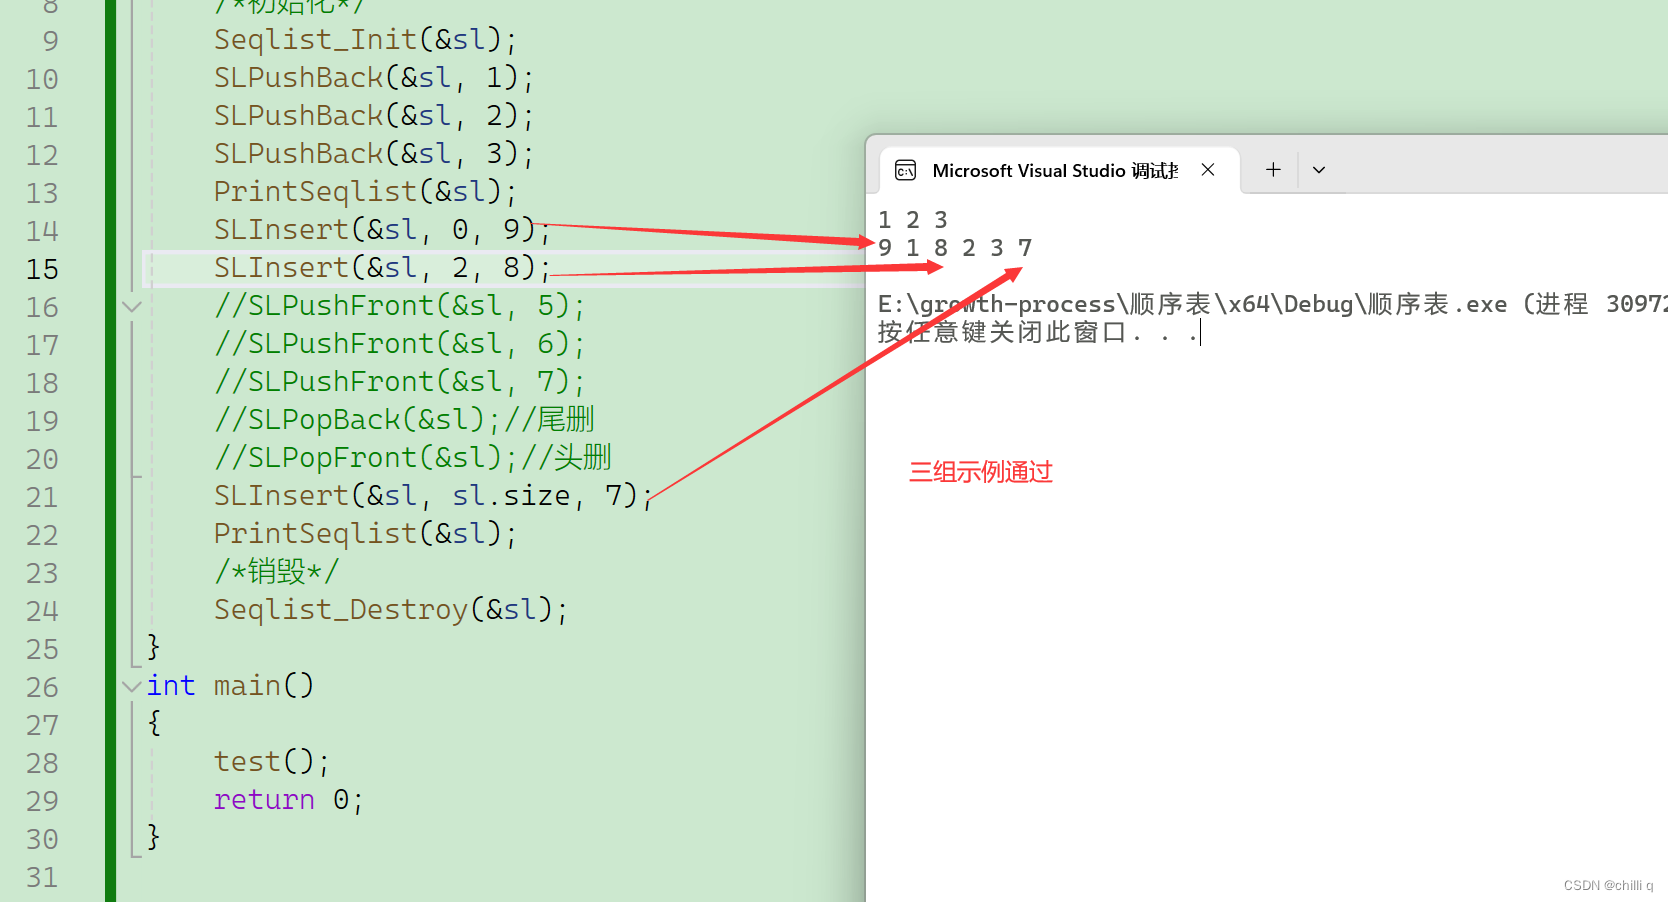 8 /*初始化*/
9 Seqlist_Init(&sl);
10 SLPushBack(&sl, 1);
11 SLPushBack(&sl, 2);
12 SLPushBack(&sl, 3);
13 PrintSeqlist(&sl);
14 SLInsert(&sl, 0, 9);
15 SLInsert(&sl, 2, 8);
16 //SLPushFront(&sl, 5);
17 //SLPushFront(&sl, 6);
18 //SLPushFront(&sl, 7);
19 //SLPopBack(&sl);//尾删
20 //SLPopFront(&sl);//头删
21 SLInsert(&sl, sl.size, 7);
22 PrintSeqlist(&sl);
23 /*销毁*/
24 Seqlist_Destroy(&sl);
25 }
26 int main()
27 {
28 test();
29 return 0;
30 }
31
Microsoft Visual Studio 调试
1 2 3
9 1 8 2 3 7
E:\growth-process\顺序表\x64\Debug\顺序表.exe (进程 30972
按任意键关闭此窗口. . .
三组示例通过
CSDN @chilli q